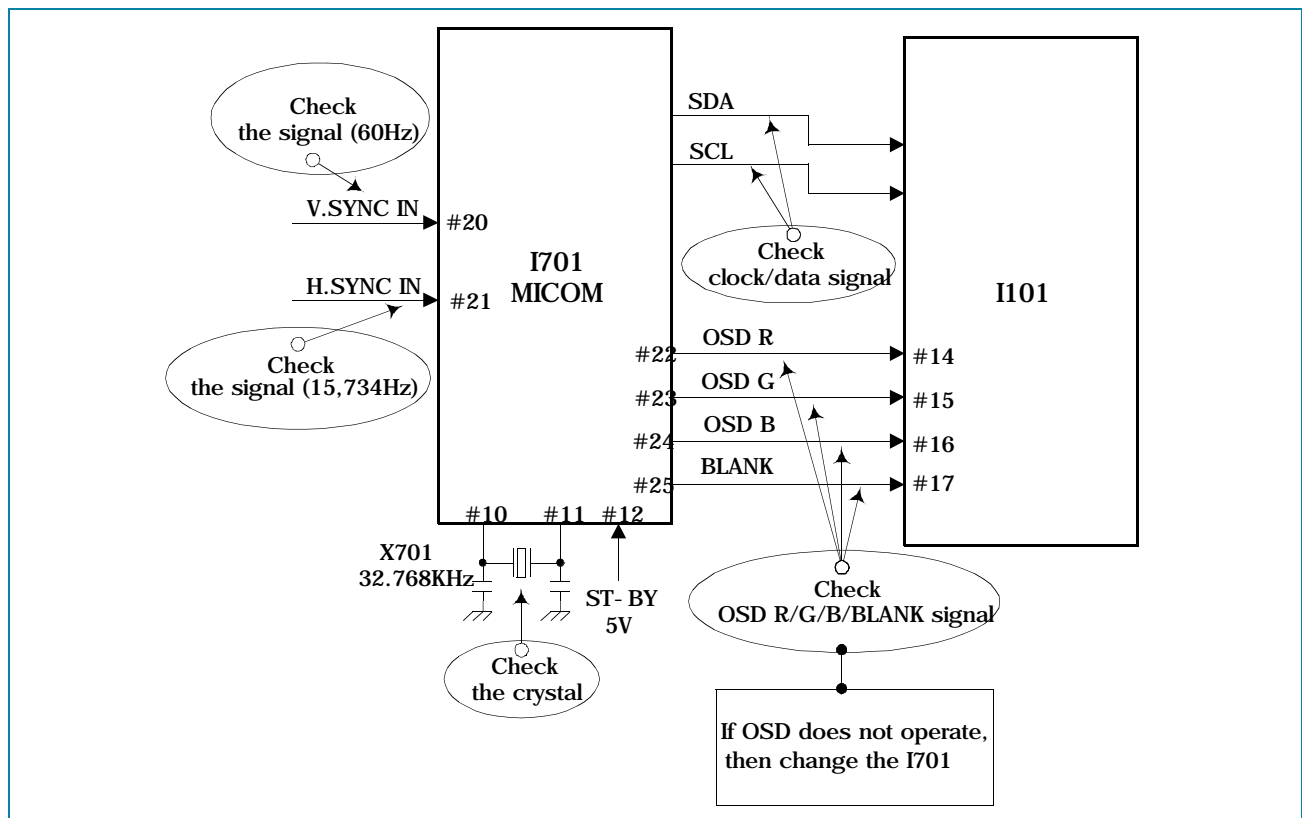 Check
the signal (60Hz)
V.SYNC IN
#20
H.SYNC IN
#21
Check
the signal (15,734Hz)
I701
MICOM
SDA
SCL
Check
clock/data signal
I101
#22
OSD R
#14
#23
OSD G
#15
#24
OSD B
#16
#25
BLANK
#17
#10
#11
#12
X701
32.768KHz
ST- BY
5V
Check
the crystal
Check
OSD R/G/B/BLANK signal
If OSD does not operate,
then change the I701